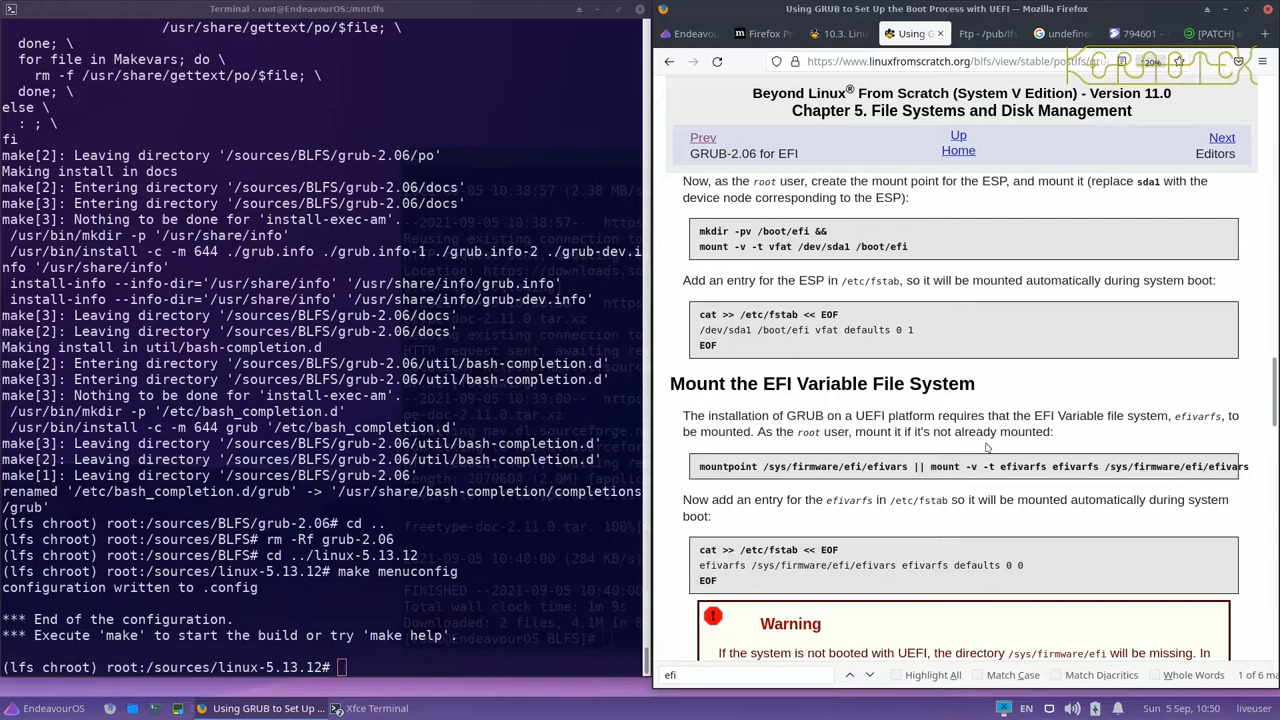 Terminal - root@EndeavourOS:/mnt/lfs
/usr/share/gettext/po/$file; \
done; \
for file in Makevars; do \
rm -f /usr/share/gettext/po/$file; \
done; \
else \
: ; \
fi
make[2]: Leaving directory '/sources/BLFS/grub-2.06/po'
Making install in docs
make[2]: Entering directory '/sources/BLFS/grub-2.06/docs'
make[3]: Entering directory '/sources/BLFS/grub-2.06/docs'
make[3]: Nothing to be done for 'install-exec-am'.
/usr/bin/mkdir -p '/usr/share/info'
/usr/bin/install -c -m 644 ./grub.info ./grub.info-1 ./grub.info-2 ./grub-dev.i
nfo '/usr/share/info'
install-info --info-dir='/usr/share/info' '/usr/share/info/grub.info'
install-info --info-dir='/usr/share/info' '/usr/share/info/grub-dev.info'
make[3]: Leaving directory '/sources/BLFS/grub-2.06/docs'
make[2]: Leaving directory '/sources/BLFS/grub-2.06/docs'
Making install in util/bash-completion.d
make[2]: Entering directory '/sources/BLFS/grub-2.06/util/bash-completion.d'
make[3]: Entering directory '/sources/BLFS/grub-2.06/util/bash-completion.d'
make[3]: Nothing to be done for 'install-exec-am'.
/usr/bin/mkdir -p '/etc/bash_completion.d'
/usr/bin/install -c -m 644 grub '/etc/bash_completion.d'
make[3]: Leaving directory '/sources/BLFS/grub-2.06/util/bash-completion.d'
make[2]: Leaving directory '/sources/BLFS/grub-2.06/util/bash-completion.d'
make[1]: Leaving directory '/sources/BLFS/grub-2.06'
renamed '/etc/bash_completion.d/grub' -> '/usr/share/bash-completion/completions
/grub'
(lfs chroot) root:/sources/BLFS/grub-2.06# cd ..
(lfs chroot) root:/sources/BLFS# rm -Rf grub-2.06
(lfs chroot) root:/sources/BLFS# cd ../linux-5.13.12
(lfs chroot) root:/sources/linux-5.13.12# make menuconfig
configuration written to .config
*** End of the configuration.
*** Execute 'make' to start the build or try 'make help'.
(lfs chroot) root:/sources/linux-5.13.12#
Using GRUB to Set Up the Boot Process with UEFI — Mozilla Firefox
Endeavou
Firefox Pro
10.3. Linux
Using G
Ftp - /pub/lfs
undefined
794601 –
[PATCH] e
https://www.linuxfromscratch.org/blfs/view/stable/postlfs/gru
120%
KERNOTEX
Beyond Linux® From Scratch (System V Edition) - Version 11.0
Chapter 5. File Systems and Disk Management
Prev
Up
Next
GRUB-2.06 for EFI
Home
Editors
Now, as the root user, create the mount point for the ESP, and mount it (replace sda1 with the
device node corresponding to the ESP):
mkdir -pv /boot/efi &&
mount -v -t vfat /dev/sda1 /boot/efi
Add an entry for the ESP in /etc/fstab, so it will be mounted automatically during system boot:
cat >> /etc/fstab << EOF
/dev/sda1 /boot/efi vfat defaults 0 1
EOF
Mount the EFI Variable File System
The installation of GRUB on a UEFI platform requires that the EFI Variable file system, efivarfs, to
be mounted. As the root user, mount it if it's not already mounted:
mountpoint /sys/firmware/efi/efivars || mount -v -t efivarfs efivarfs /sys/firmware/efi/efivars
Now add an entry for the efivarfs in /etc/fstab so it will be mounted automatically during system
boot:
cat >> /etc/fstab << EOF
efivarfs /sys/firmware/efi/efivars efivarfs defaults 0 0
EOF
Warning
If the system is not booted with UEFI, the directory /sys/firmware/efi will be missing. In
efi
Highlight All
Match Case
Match Diacritics
Whole Words
1 of 6 ma
EndeavourOS
Using GRUB to Set Up ...
Xfce Terminal
EN
Sun 5 Sep, 10:50
liveuser